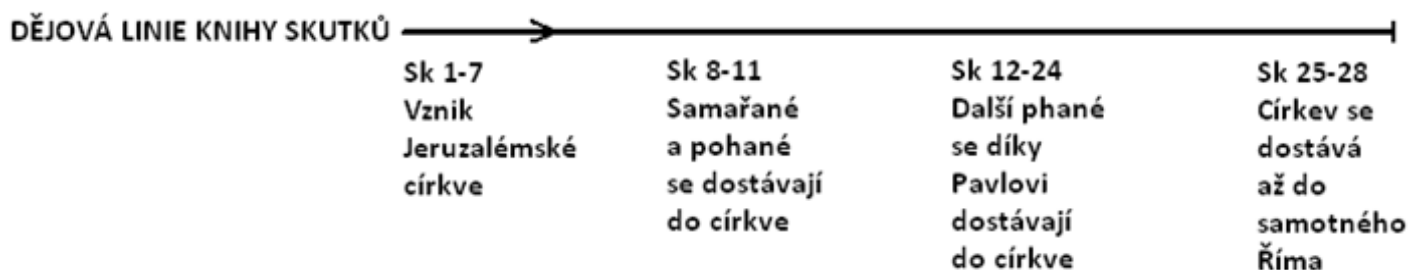 DĚJOVÁ LINIE KNIHY SKUTKŮ
Sk 1-7
Vznik
Jeruzalémské
církve
Sk 8-11
Samařané
a pohané
se dostávají
do církve
Sk 12-24
Další phané
se díky
Pavlovi
dostávají
do církve
Sk 25-28
Církev se
dostává
až do
samotného
Říma